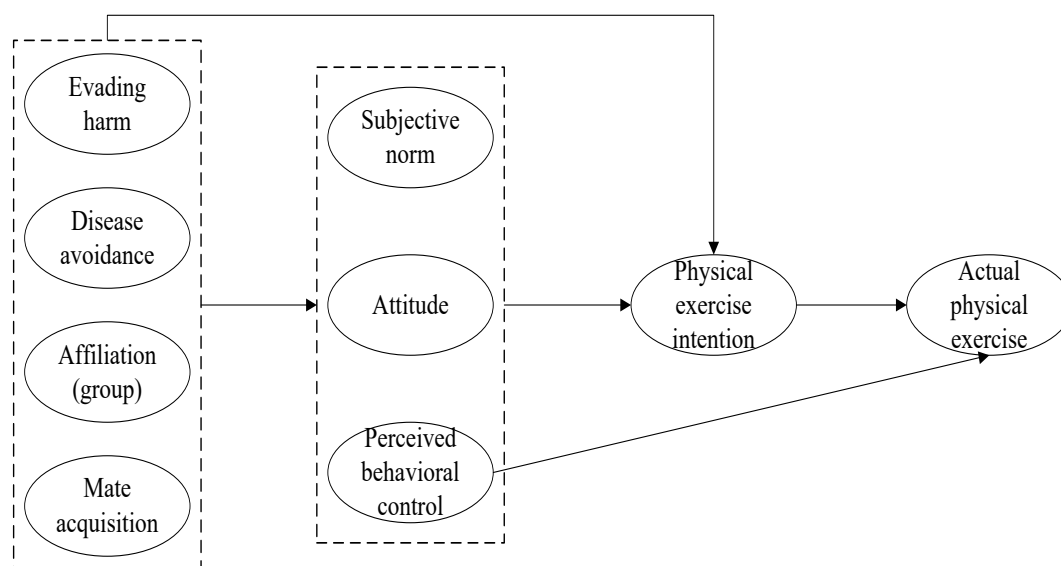 Evading
harm
Disease
avoidance
Affiliation
(group)
Mate
acquisition
Subjective
norm
Attitude
Perceived
behavioral
control
Physical
exercise
intention
Actual
physical
exercise